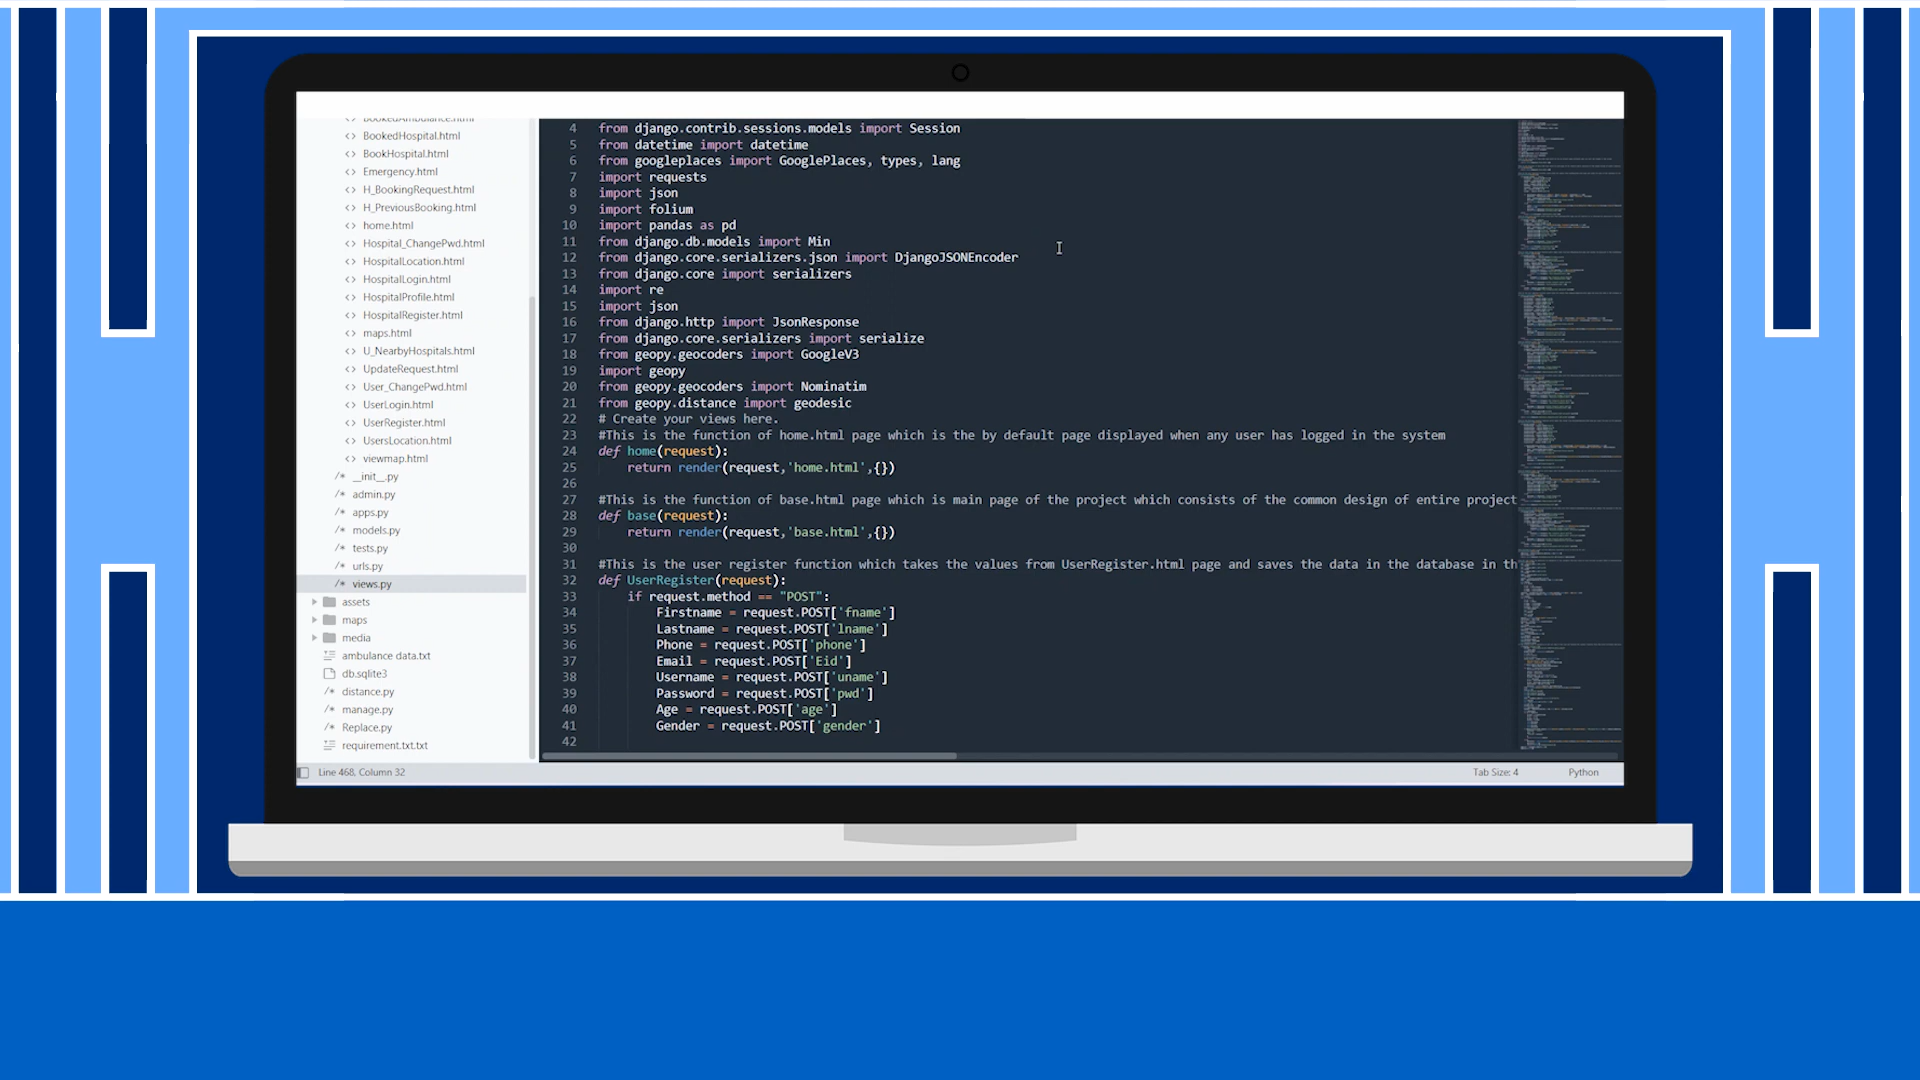 BookedAmbulance.html
BookedHospital.html
BookHospital.html
Emergency.html
H_BookingRequest.html
H_PreviousBooking.html
home.html
Hospital_ChangePwd.html
HospitalLocation.html
HospitalLogin.html
HospitalProfile.html
HospitalRegister.html
maps.html
U_NearbyHospitals.html
UpdateRequest.html
User_ChangePwd.html
UserLogin.html
UserRegister.html
UsersLocation.html
viewmap.html
/* __init__.py
/* admin.py
/* apps.py
/* models.py
/* tests.py
/* urls.py
/* views.py
assets
maps
media
ambulance data.txt
db.sqlite3
/* distance.py
/* manage.py
/* Replace.py
requirement.txt.txt
4 from django.contrib.sessions.models import Session
5 from datetime import datetime
6 from googleplaces import GooglePlaces, types, lang
7 import requests
8 import json
9 import folium
10 import pandas as pd
11 from django.db.models import Min
12 from django.core.serializers.json import DjangoJSONEncoder
13 from django.core import serializers
14 import re
15 import json
16 from django.http import JsonResponse
17 from django.core.serializers import serialize
18 from geopy.geocoders import GoogleV3
19 import geopy
20 from geopy.geocoders import Nominatim
21 from geopy.distance import geodesic
22 # Create your views here.
23 #This is the function of home.html page which is the by default page displayed when any user has logged in the system
24 def home(request):
25 return render(request,'home.html',{})
26
27 #This is the function of base.html page which is main page of the project which consists of the common design of entire project
28 def base(request):
29 return render(request,'base.html',{})
30
31 #This is the user register function which takes the values from UserRegister.html page and saves the data in the database in th
32 def UserRegister(request):
33 if request.method == "POST":
34 Firstname = request.POST['fname']
35 Lastname = request.POST['lname']
36 Phone = request.POST['phone']
37 Email = request.POST['Eid']
38 Username = request.POST['uname']
39 Password = request.POST['pwd']
40 Age = request.POST['age']
41 Gender = request.POST['gender']
42
Line 468, Column 32
Tab Size: 4
Python